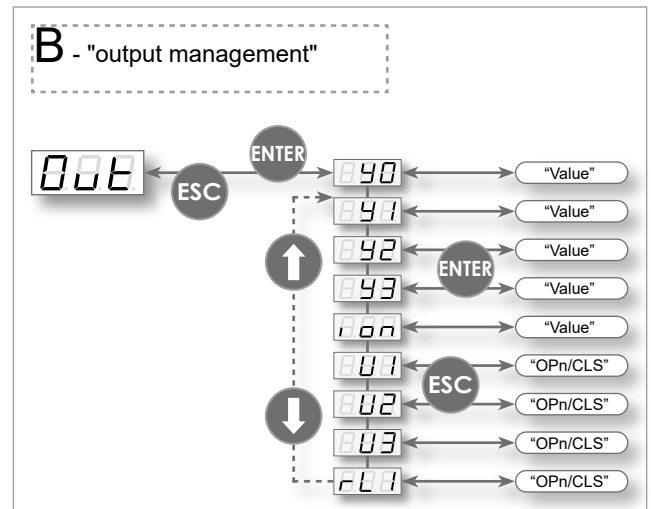 B - "output management"
Out
ENTER
ESC
y0 “Value”
y1 “Value”
y2 “Value”
ENTER
y3 “Value”
ion “Value”
U1 “OPn/CLS”
ESC
U2 “OPn/CLS”
U3 “OPn/CLS”
rL1 “OPn/CLS”